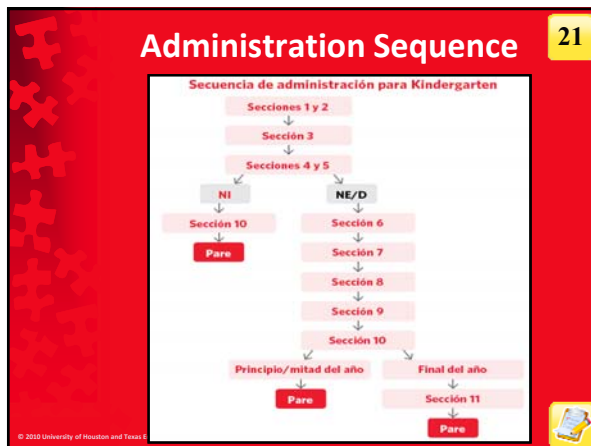 Administration Sequence
21
Secuencia de administración para Kindergarten
Secciones 1 y 2
Sección 3
Secciones 4 y 5
NI NE/D
Sección 10 Sección 6
Pare Sección 7
Sección 8
Sección 9
Sección 10
Principio/mitad del año Final del año
Pare Sección 11
Pare
© 2010 University of Houston and Texas E